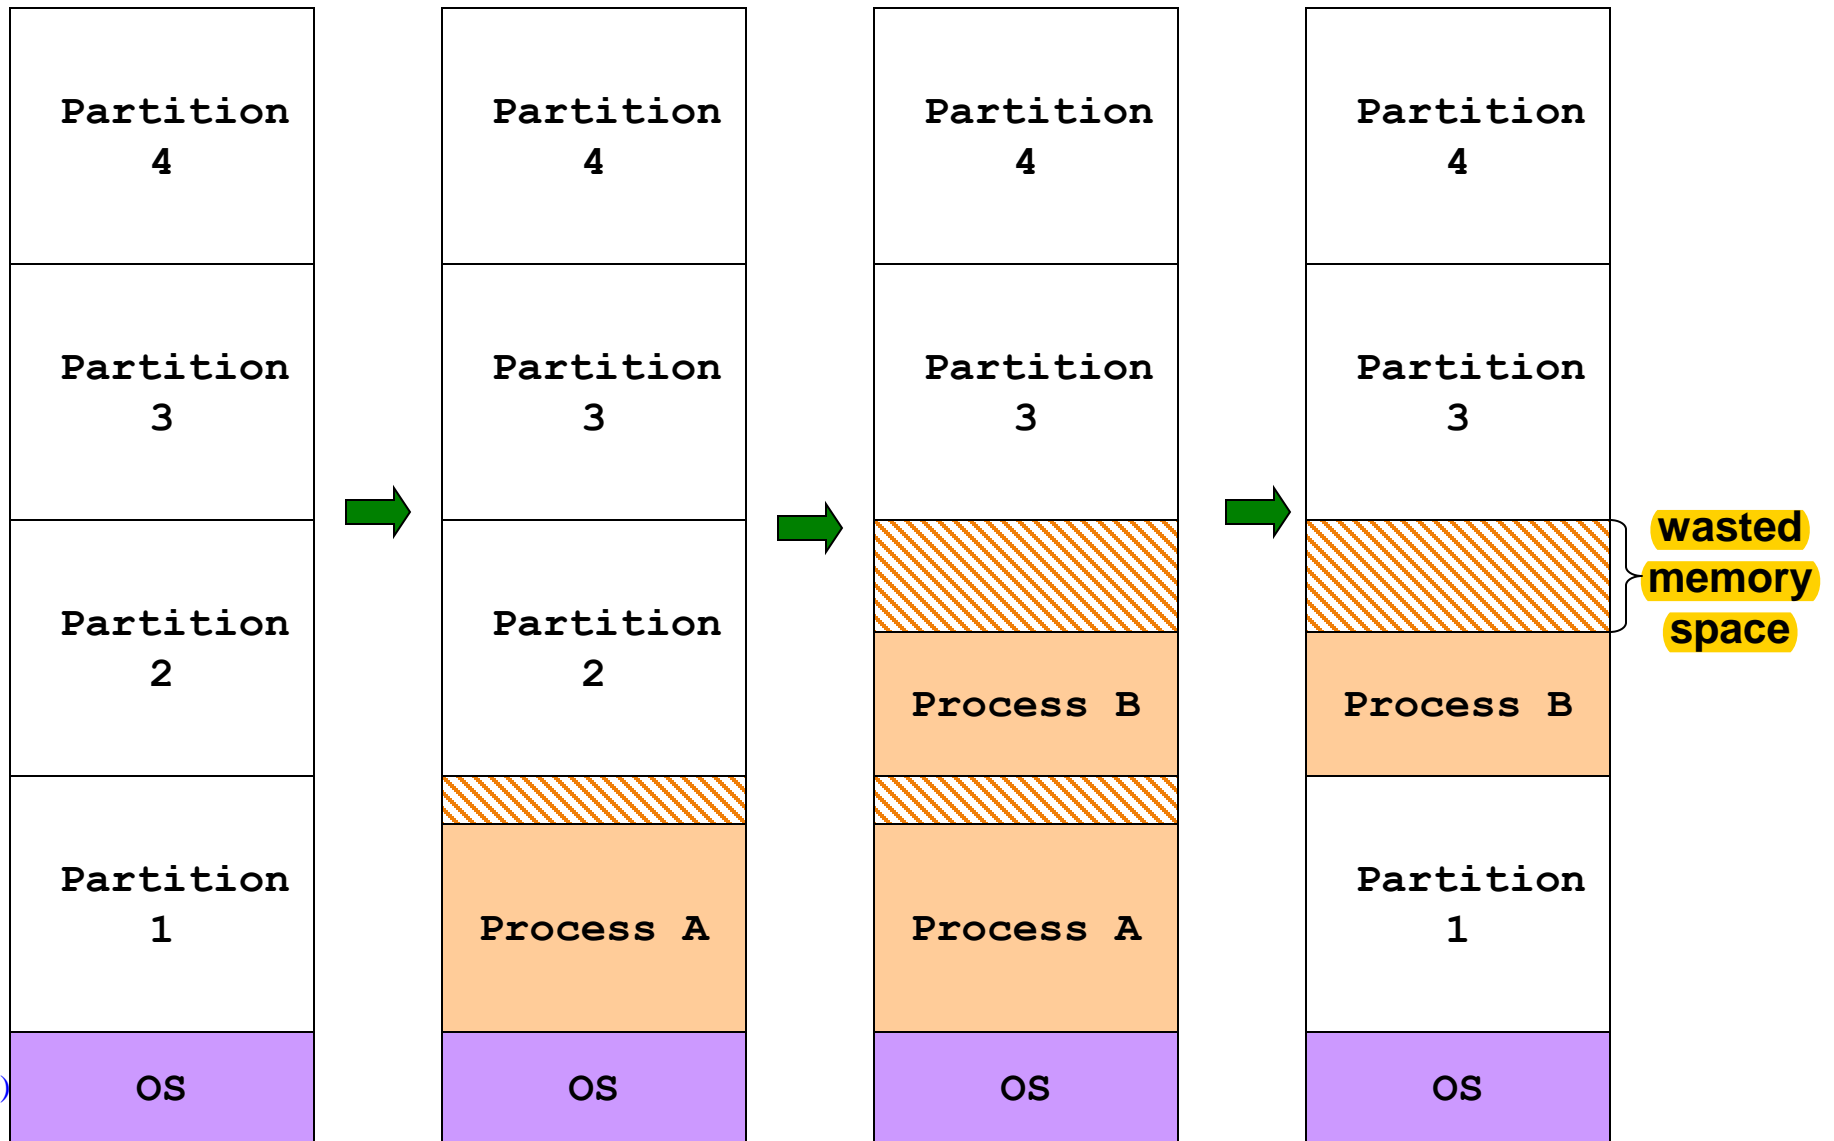 Partition
4
Partition
3
Partition
2
Partition
1
OS
)
Partition
4
Partition
3
Partition
2
Process A
OS
Partition
4
Partition
3
Process B
Process A
OS
Partition
4
Partition
3
Process B
Partition
1
OS
wasted
memory
space